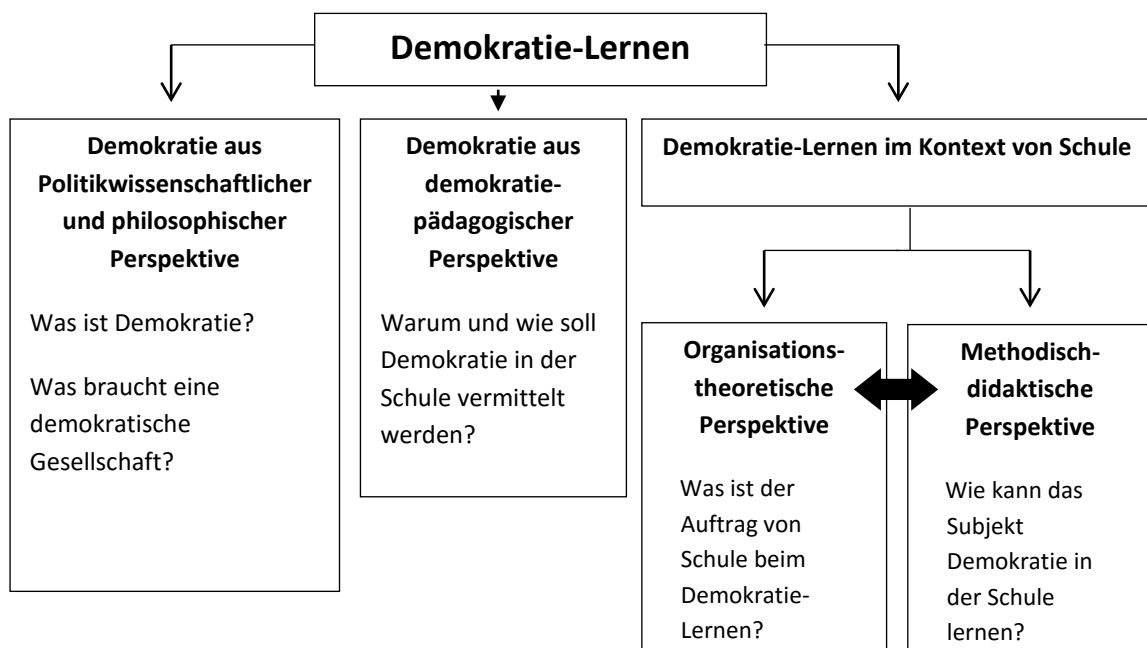 Demokratie-Lernen
Demokratie aus
Politikwissenschaftlicher
und philosophischer
Perspektive
Was ist Demokratie?
Was braucht eine
demokratische
Gesellschaft?
Demokratie aus
demokratie-
pädagogischer
Perspektive
Warum und wie soll
Demokratie in der
Schule vermittelt
werden?
Demokratie-Lernen im Kontext von Schule
Organisations-
theoretische
Perspektive
Was ist der
Auftrag von
Schule beim
Demokratie-
Lernen?
Methodisch-
didaktische
Perspektive
Wie kann das
Subjekt
Demokratie in
der Schule
lernen?